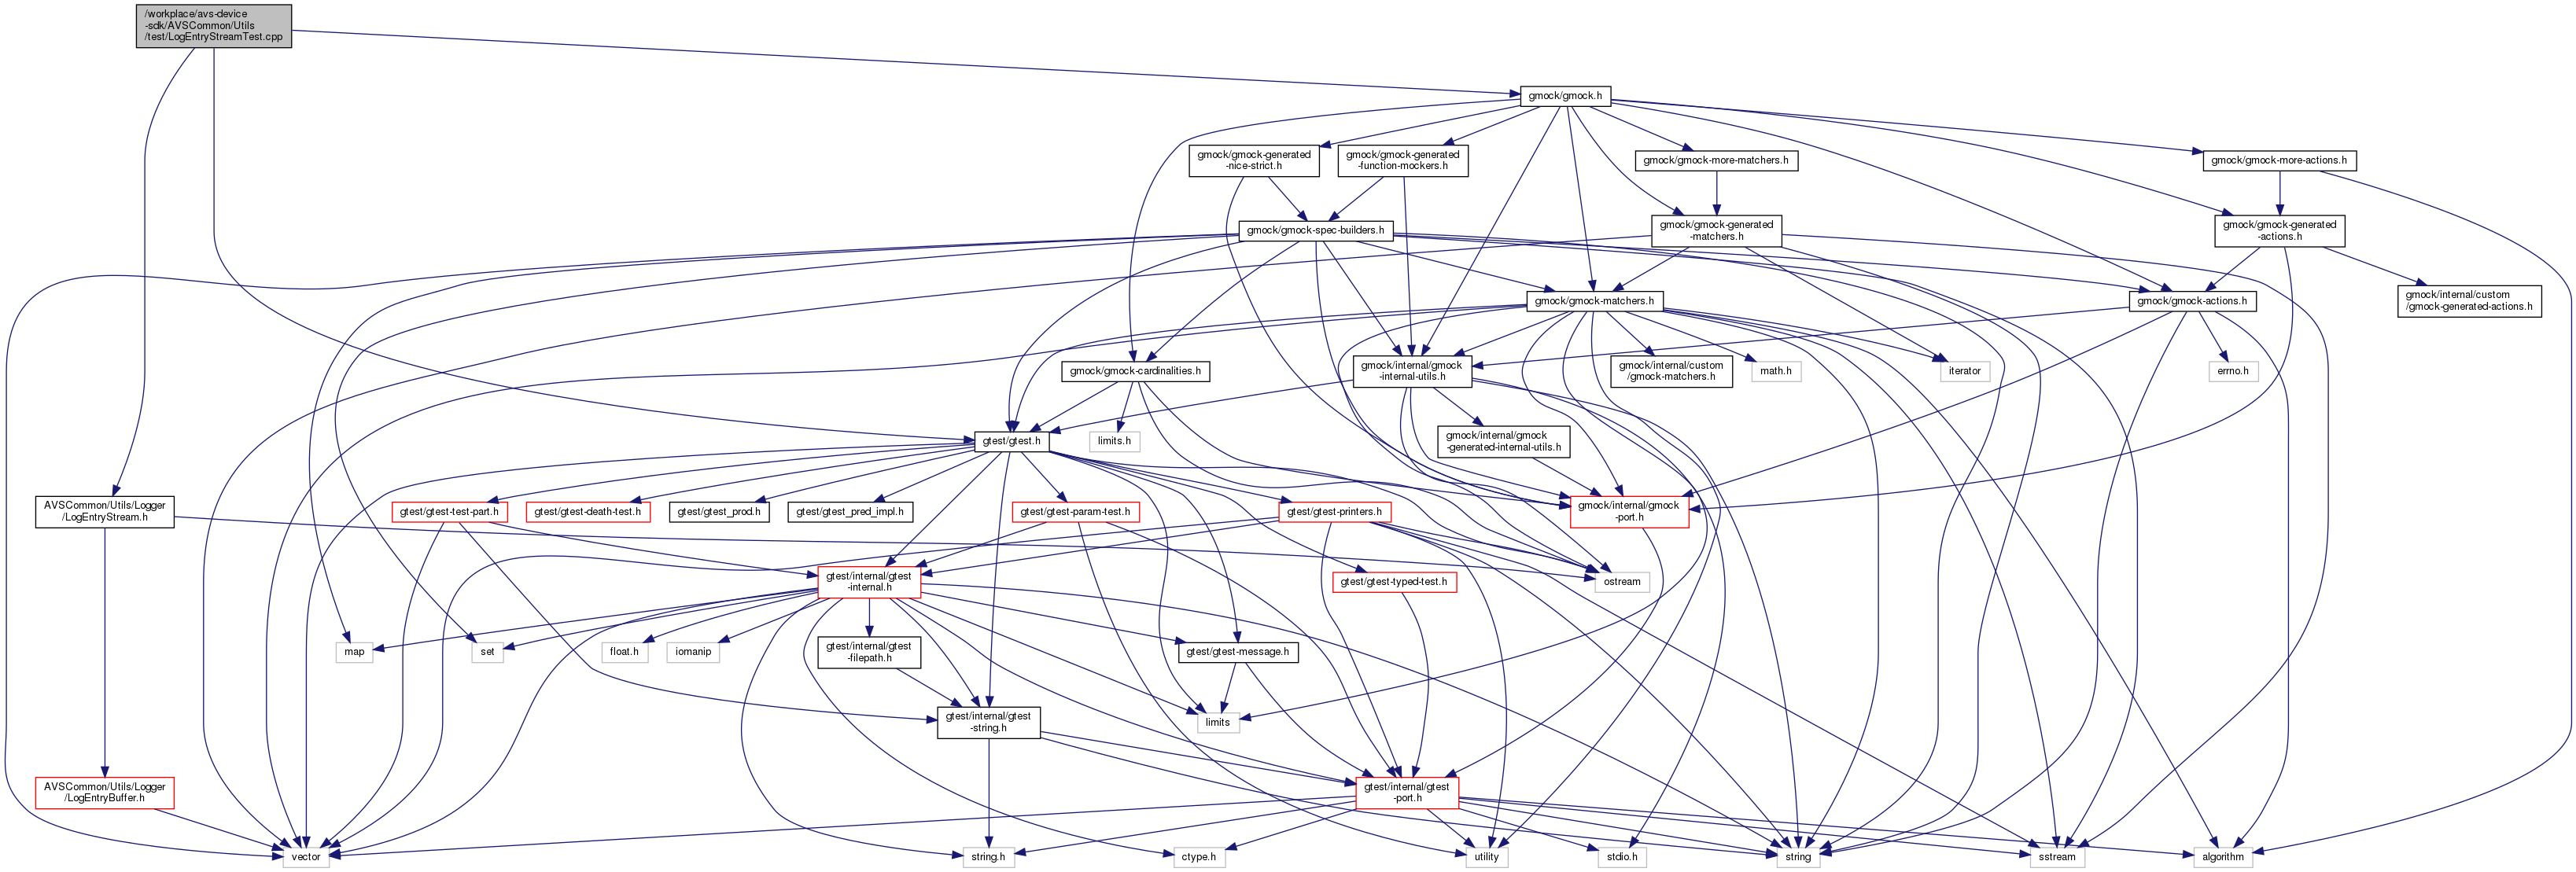 /workplace/avs-device
-sdk/AVSCommon/Utils
/test/LogEntryStreamTest.cpp
gmock/gmock.h
gmock/gmock-generated
-nice-strict.h
gmock/gmock-generated
-function-mockers.h
gmock/gmock-more-matchers.h
gmock/gmock-more-actions.h
gmock/gmock-spec-builders.h
gmock/gmock-generated
-matchers.h
gmock/gmock-generated
-actions.h
gmock/gmock-matchers.h
gmock/gmock-actions.h
gmock/internal/custom
/gmock-generated-actions.h
gmock/gmock-cardinalities.h
gmock/internal/gmock
-internal-utils.h
gmock/internal/custom
/gmock-matchers.h
math.h
iterator
errno.h
gtest/gtest.h
limits.h
gmock/internal/gmock
-generated-internal-utils.h
AVSCommon/Utils/Logger
/LogEntryStream.h
gtest/gtest-test-part.h
gtest/gtest-death-test.h
gtest/gtest_prod.h
gtest/gtest_pred_impl.h
gtest/gtest-param-test.h
gtest/gtest-printers.h
gmock/internal/gmock
-port.h
gtest/internal/gtest
-internal.h
gtest/gtest-typed-test.h
ostream
map
set
float.h
iomanip
gtest/internal/gtest
-filepath.h
gtest/gtest-message.h
gtest/internal/gtest
-string.h
limits
AVSCommon/Utils/Logger
/LogEntryBuffer.h
gtest/internal/gtest
-port.h
vector
string.h
ctype.h
utility
stdio.h
string
sstream
algorithm